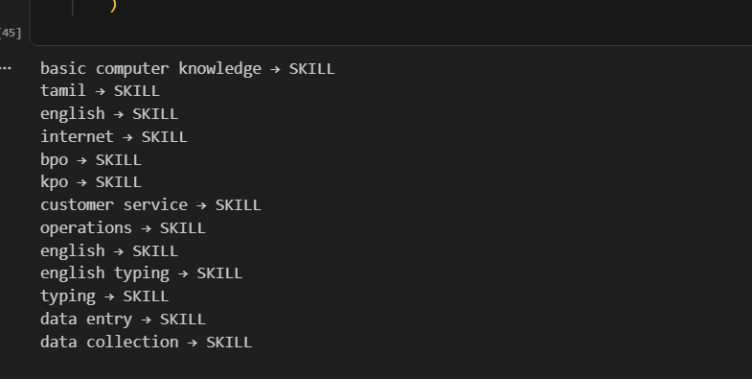 )
[45]
...
basic computer knowledge → SKILL
tamil → SKILL
english → SKILL
internet → SKILL
bpo → SKILL
kpo → SKILL
customer service → SKILL
operations → SKILL
english → SKILL
english typing → SKILL
typing → SKILL
data entry → SKILL
data collection → SKILL